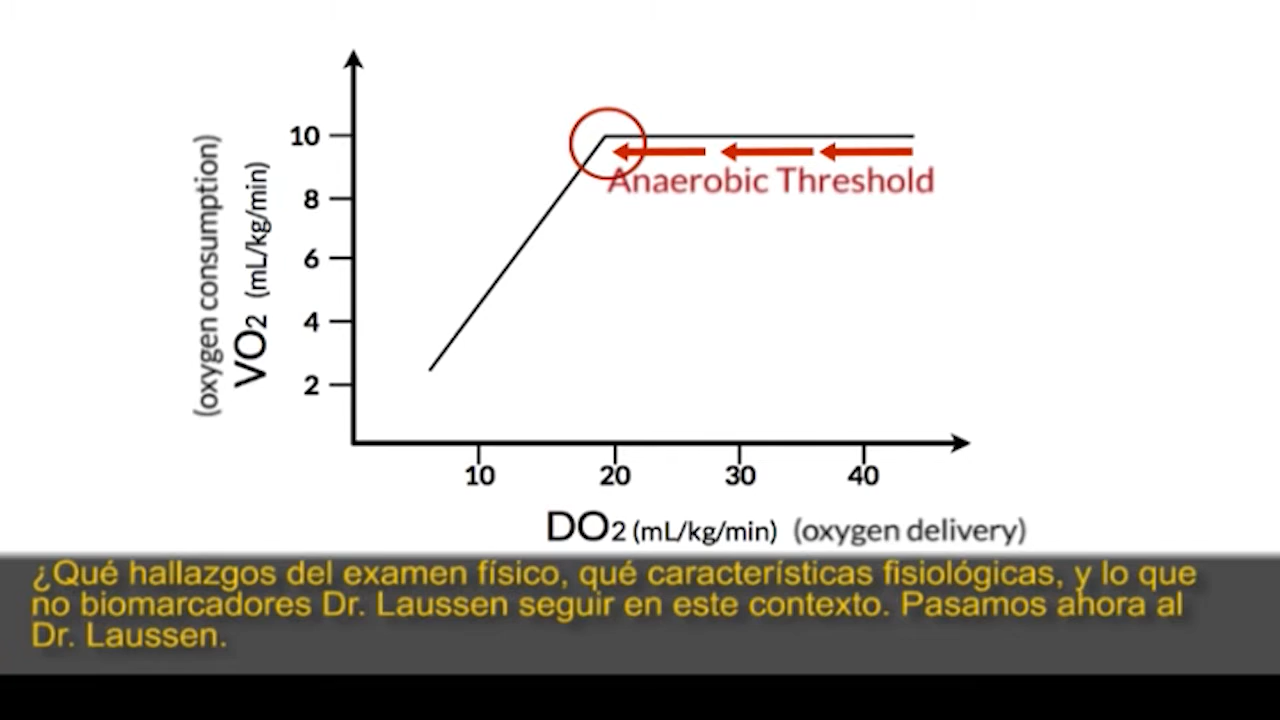 10
8
6
4
2
(oxygen consumption)
VO2 (mL/kg/min)
Anaerobic Threshold
10 20 30 40
DO2 (mL/kg/min) (oxygen delivery)
¿Qué hallazgos del examen físico, qué características fisiológicas, y lo que
no biomarcadores Dr. Laussen seguir en este contexto. Pasamos ahora al
Dr. Laussen.